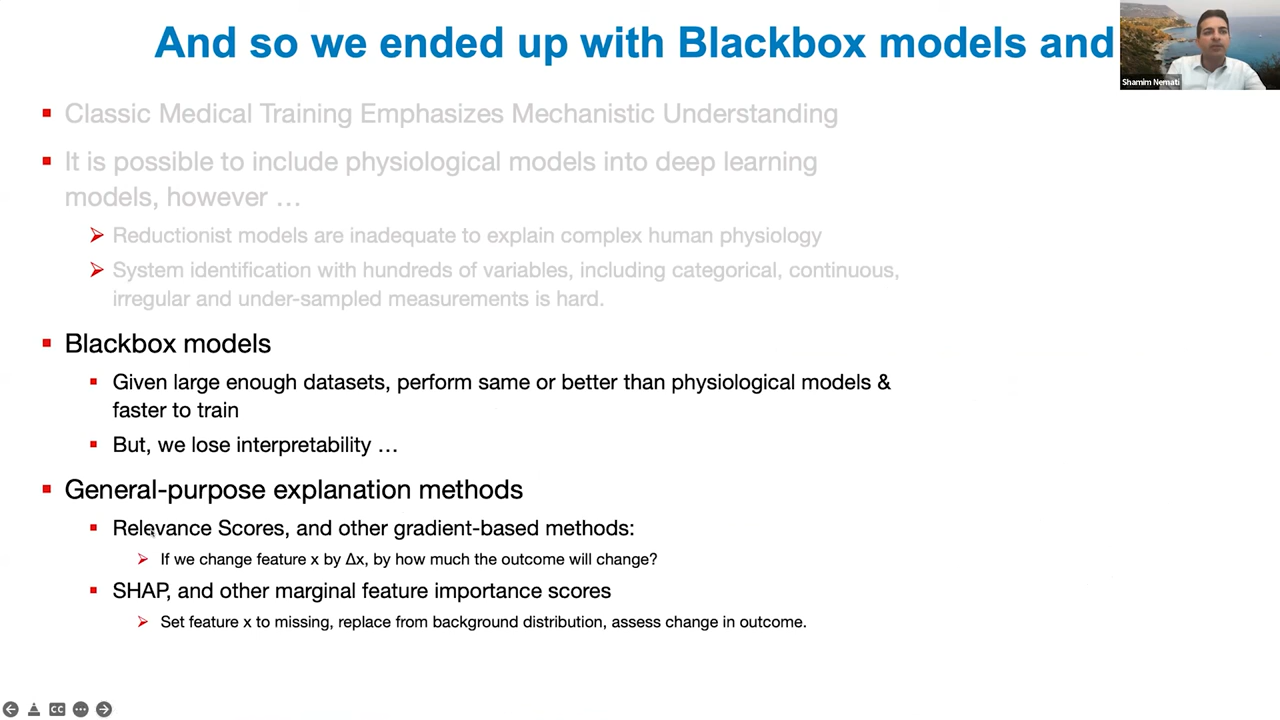 And so we ended up with Blackbox models and
Shamim Nemati
Classic Medical Training Emphasizes Mechanistic Understanding
It is possible to include physiological models into deep learning
models, however …
Reductionist models are inadequate to explain complex human physiology
System identification with hundreds of variables, including categorical, continuous,
irregular and under-sampled measurements is hard.
Blackbox models
Given large enough datasets, perform same or better than physiological models &
faster to train
But, we lose interpretability …
General-purpose explanation methods
Relevance Scores, and other gradient-based methods:
If we change feature x by Δx, by how much the outcome will change?
SHAP, and other marginal feature importance scores
Set feature x to missing, replace from background distribution, assess change in outcome.
CC